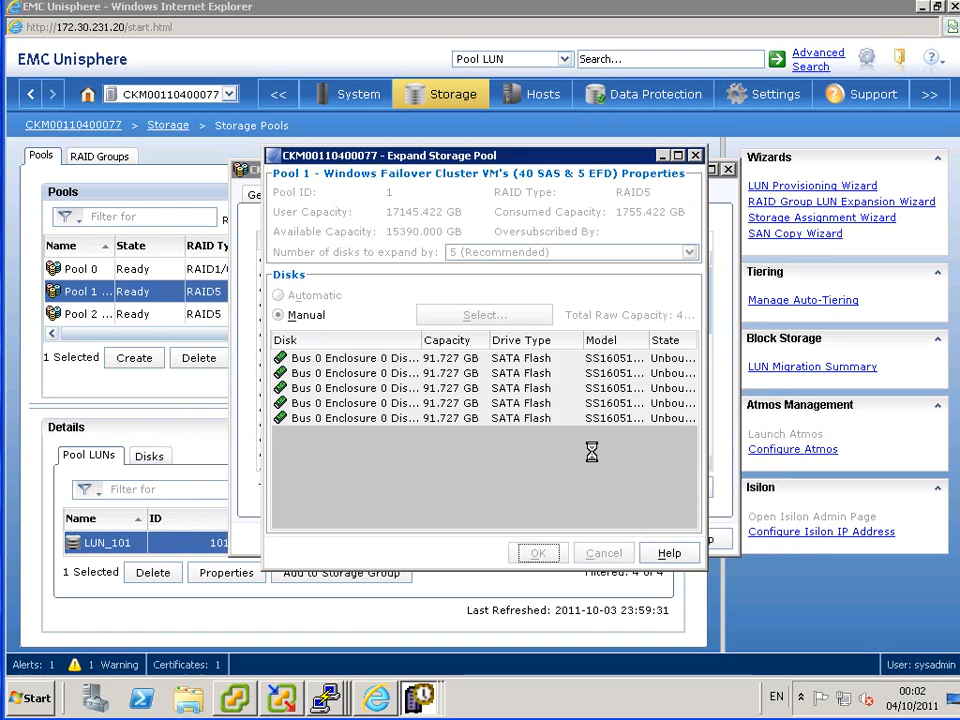 EMC Unisphere - Windows Internet Explorer
http://172.30.231.20/start.html
EMC Unisphere
Pool LUN
Search...
Advanced Search
CKM00110400077
<<
System
Storage
Hosts
Data Protection
Settings
Support
>>
CKM00110400077 > Storage > Storage Pools
Pools
RAID Groups
Pools
Filter for
Name
State
RAID Ty
Pool 0
Ready
RAID1/
Pool 1 ...
Ready
RAID5
Pool 2 ...
Ready
RAID5
1 Selected
Create
Delete
Details
Pool LUNs
Disks
Filter for
Name
ID
LUN_101
101
1 Selected
Delete
Properties
Add to Storage Group
Filtered: 4 of 4
Last Refreshed: 2011-10-03 23:59:31
CKM00110400077 - Expand Storage Pool
Pool 1 - Windows Failover Cluster VM's (40 SAS & 5 EFD) Properties
Pool ID: 1 RAID Type: RAID5
User Capacity: 17145.422 GB Consumed Capacity: 1755.422 GB
Available Capacity: 15390.000 GB Oversubscribed By:
Number of disks to expand by: 5 (Recommended)
Disks
Automatic
Manual
Select...
Total Raw Capacity: 4...
Disk Capacity Drive Type Model State
Bus 0 Enclosure 0 Dis... 91.727 GB SATA Flash SS16051... Unbou...
Bus 0 Enclosure 0 Dis... 91.727 GB SATA Flash SS16051... Unbou...
Bus 0 Enclosure 0 Dis... 91.727 GB SATA Flash SS16051... Unbou...
Bus 0 Enclosure 0 Dis... 91.727 GB SATA Flash SS16051... Unbou...
Bus 0 Enclosure 0 Dis... 91.727 GB SATA Flash SS16051... Unbou...
OK
Cancel
Help
Wizards
LUN Provisioning Wizard
RAID Group LUN Expansion Wizard
Storage Assignment Wizard
SAN Copy Wizard
Tiering
Manage Auto-Tiering
Block Storage
LUN Migration Summary
Atmos Management
Launch Atmos
Configure Atmos
Isilon
Open Isilon Admin Page
Configure Isilon IP Address
Alerts: 1
1 Warning
Certificates: 1
User: sysadmin
Start
EN
00:02
04/10/2011